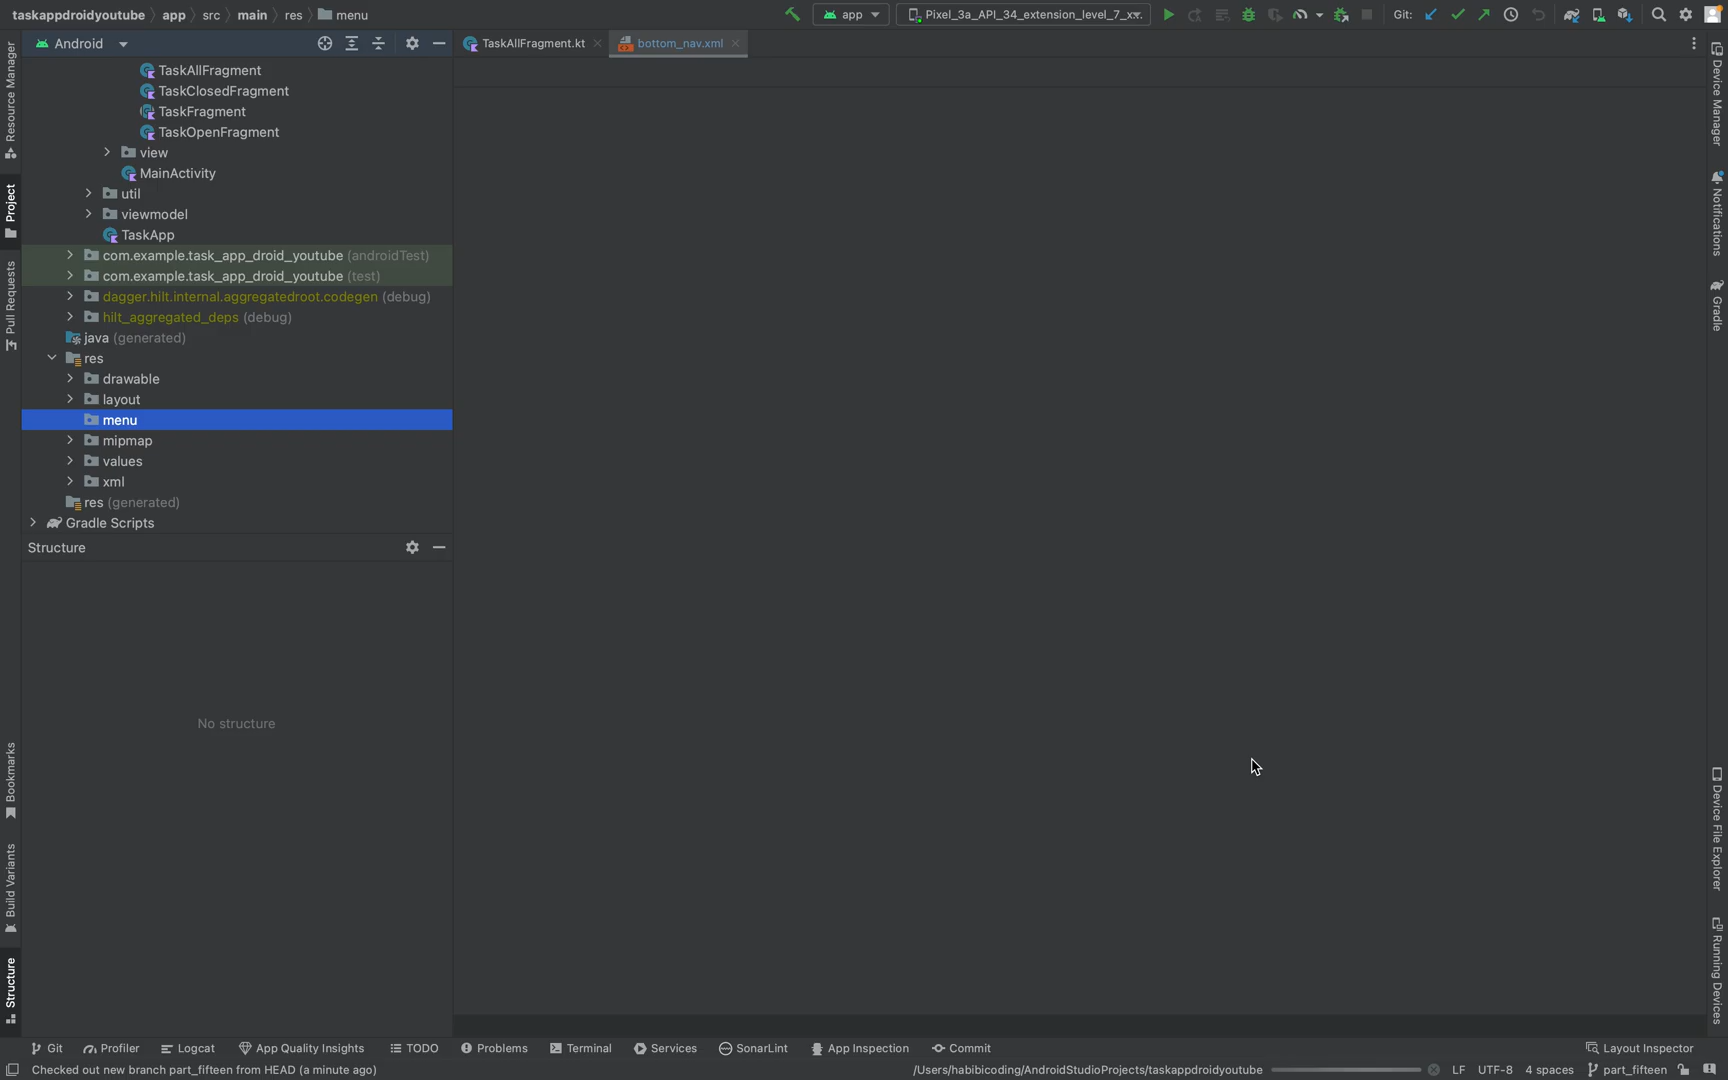 taskappdroidyoutube app src main res menu
app
Pixel_3a_API_34_extension_level_7_x
Git:
Android
TaskAllFragment.kt
bottom_nav.xml
TaskAllFragment
TaskClosedFragment
TaskFragment
TaskOpenFragment
view
MainActivity
util
viewmodel
TaskApp
com.example.task_app_droid_youtube (androidTest)
com.example.task_app_droid_youtube (test)
dagger.hilt.internal.aggregatedroot.codegen (debug)
hilt_aggregated_deps (debug)
java (generated)
res
drawable
layout
menu
mipmap
values
xml
res (generated)
Gradle Scripts
Structure
No structure
Resource Manager
Project
Pull Requests
Bookmarks
Build Variants
Structure
Device Manager
Notifications
Gradle
Device File Explorer
Running Devices
Git
Profiler
Logcat
App Quality Insights
TODO
Problems
Terminal
Services
SonarLint
App Inspection
Commit
Layout Inspector
Checked out new branch part_fifteen from HEAD (a minute ago)
/Users/habibicoding/AndroidStudioProjects/taskappdroidyoutube
LF
UTF-8
4 spaces
part_fifteen